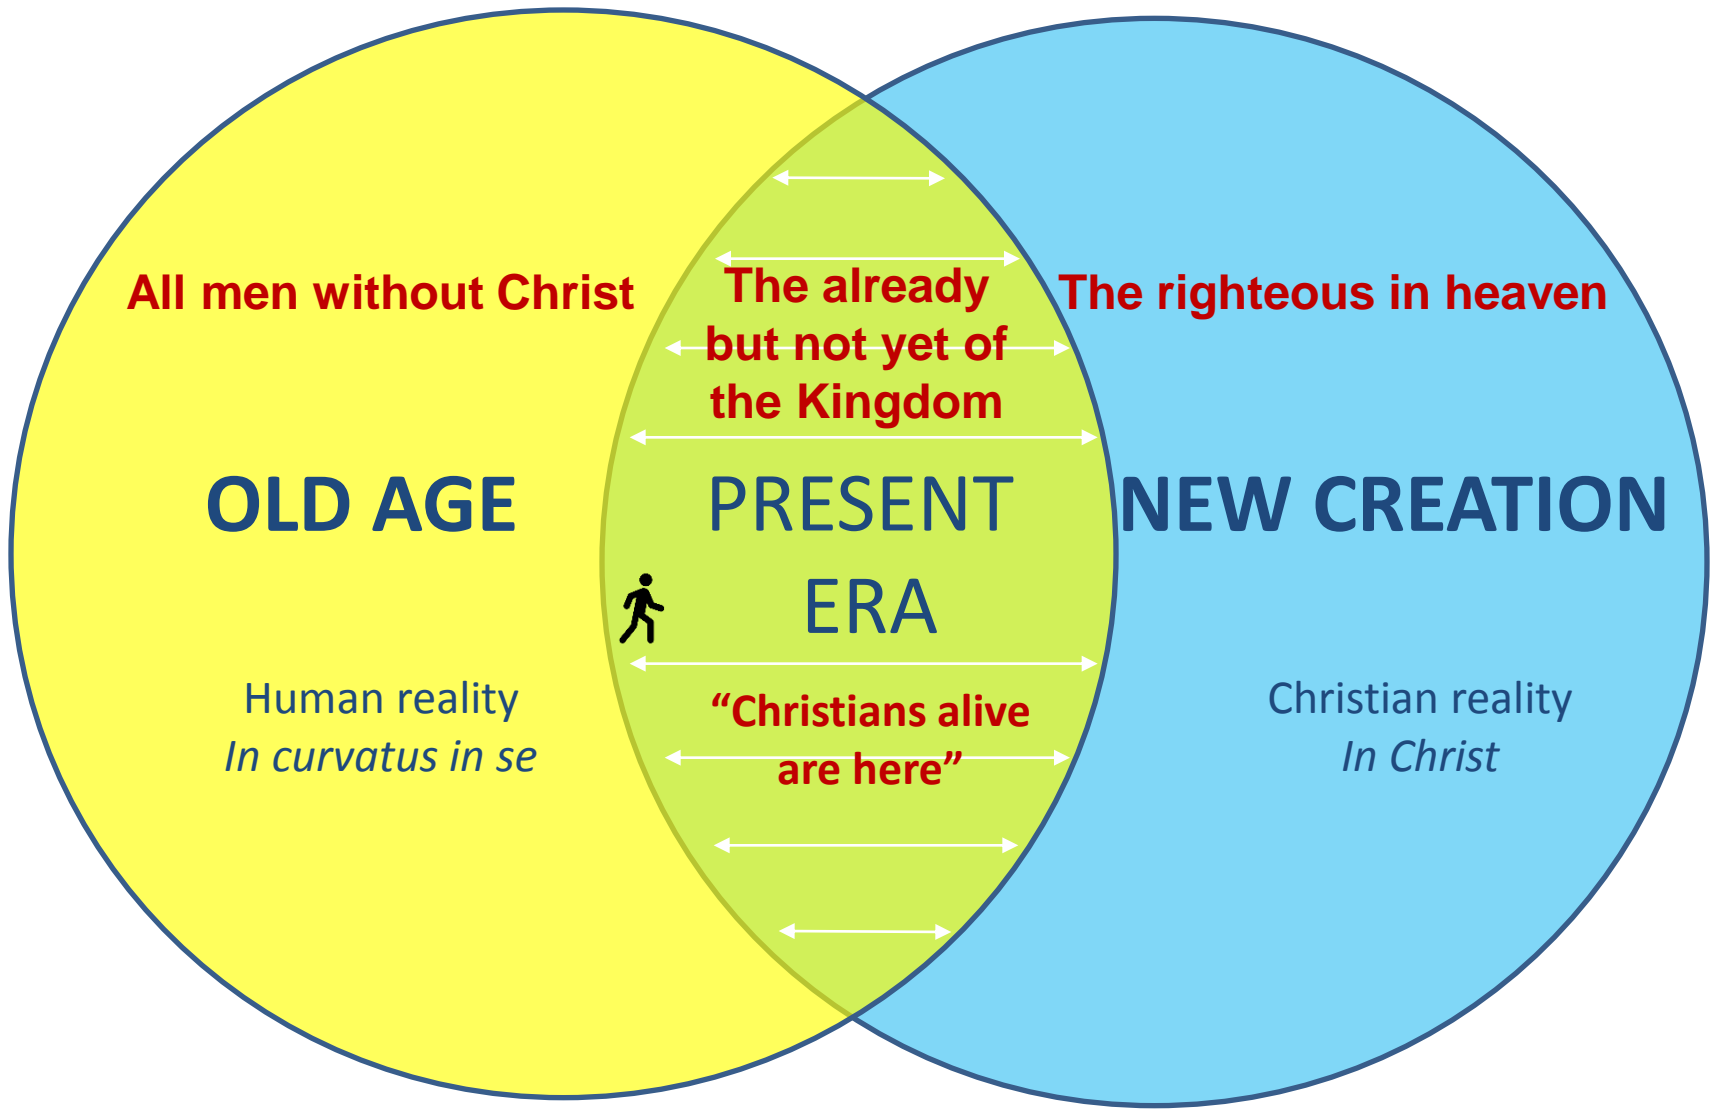 All men without Christ
The already
but not yet of
the Kingdom
The righteous in heaven
OLD AGE
PRESENT
ERA
NEW CREATION
Human reality
In curvatus in se
“Christians alive
are here”
Christian reality
In Christ